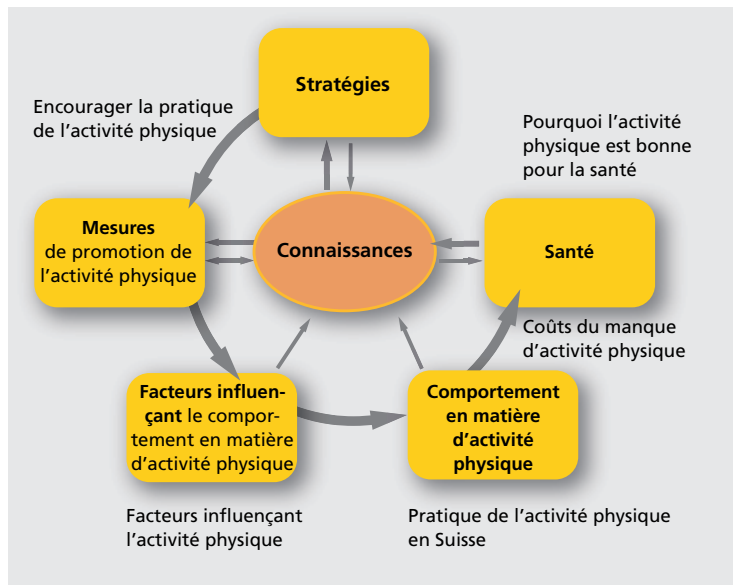 Stratégies
Encourager la pratique
de l’activité physique
Pourquoi l’activité
physique est bonne
pour la santé
Mesures
de promotion de
l’activité physique
Connaissances
Santé
Coûts du manque
d’activité physique
Facteurs influen-
çant le compor-
tement en matière
d’activité physique
Comportement
en matière
d’activité
physique
Facteurs influençant
l’activité physique
Pratique de l’activité physique
en Suisse